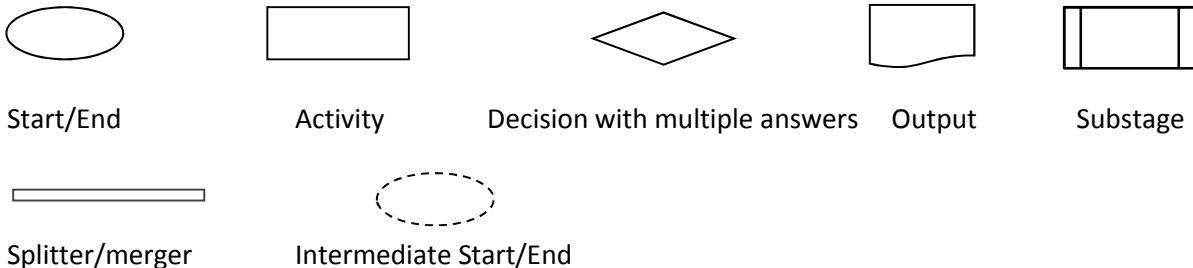 Start/End Activity Decision with multiple answers Output Substage
Splitter/merger Intermediate Start/End